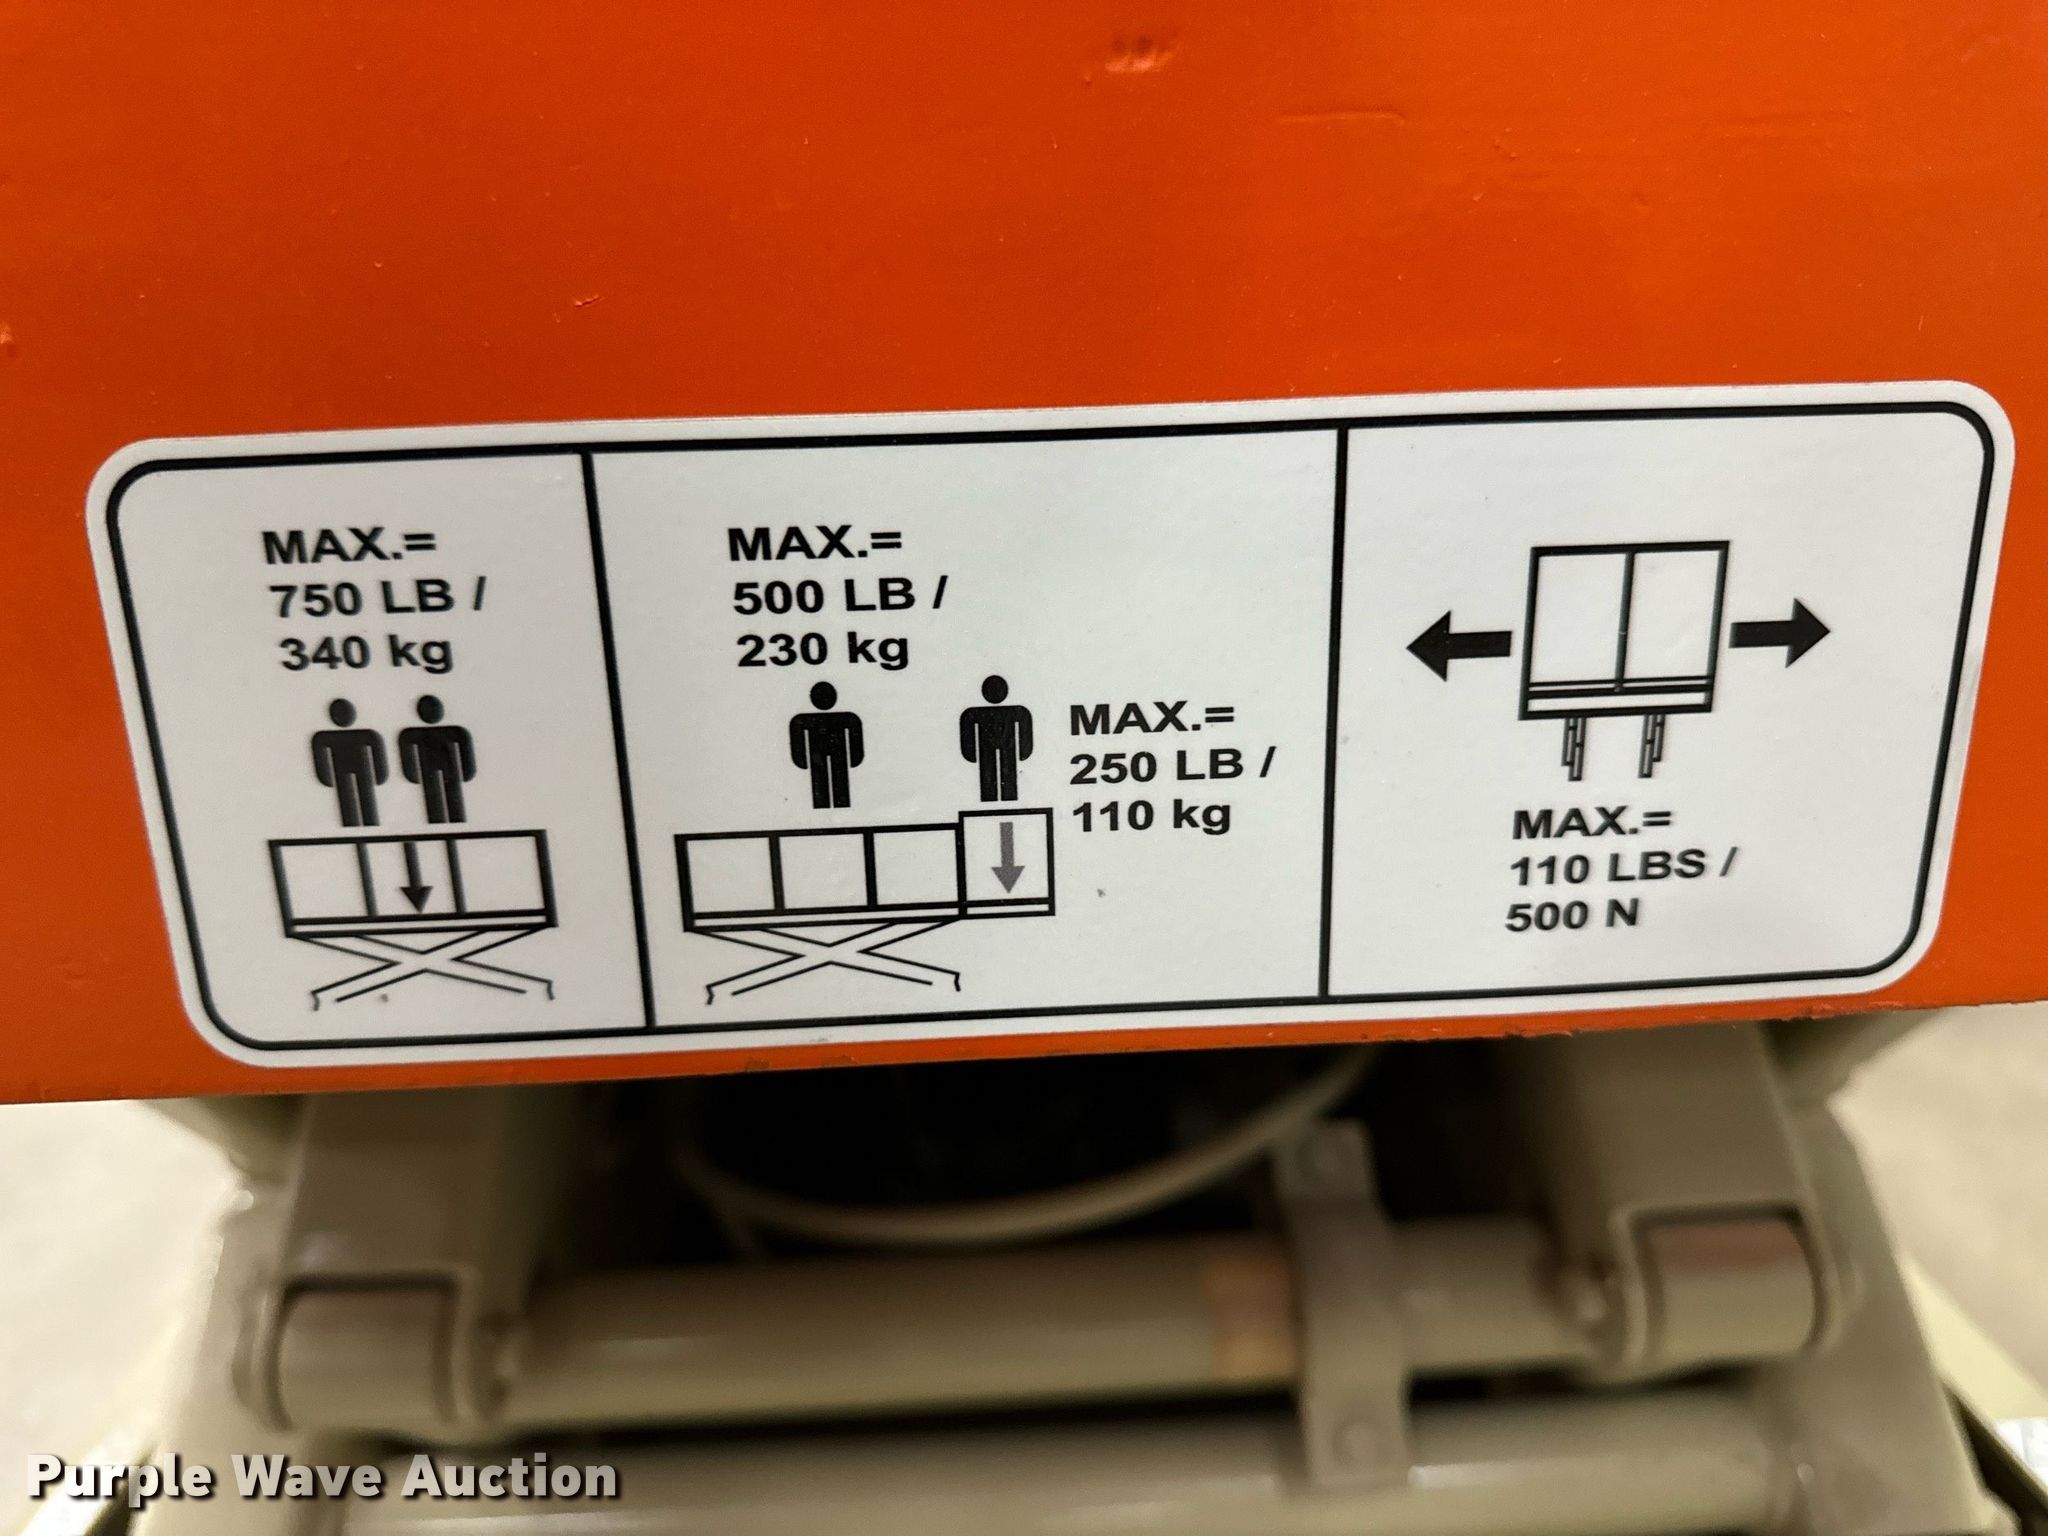 MAX.=
750 LB /
340 kg
MAX.=
500 LB /
230 kg
MAX.=
250 LB /
110 kg
MAX.=
110 LBS /
500 N
Purple Wave Auction